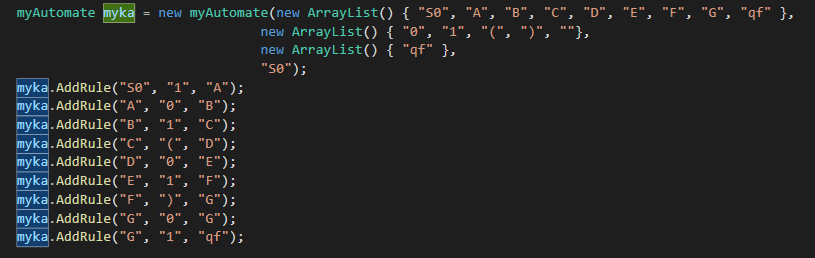 myAutomate myka = new myAutomate(new ArrayList() { "S0", "A", "B", "C", "D", "E", "F", "G", "qf" },
new ArrayList() { "0", "1", "(", ")", ""},
new ArrayList() { "qf" },
"S0");
myka.AddRule("S0", "1", "A");
myka.AddRule("A", "0", "B");
myka.AddRule("B", "1", "C");
myka.AddRule("C", "(", "D");
myka.AddRule("D", "0", "E");
myka.AddRule("E", "1", "F");
myka.AddRule("F", ")", "G");
myka.AddRule("G", "0", "G");
myka.AddRule("G", "1", "qf");